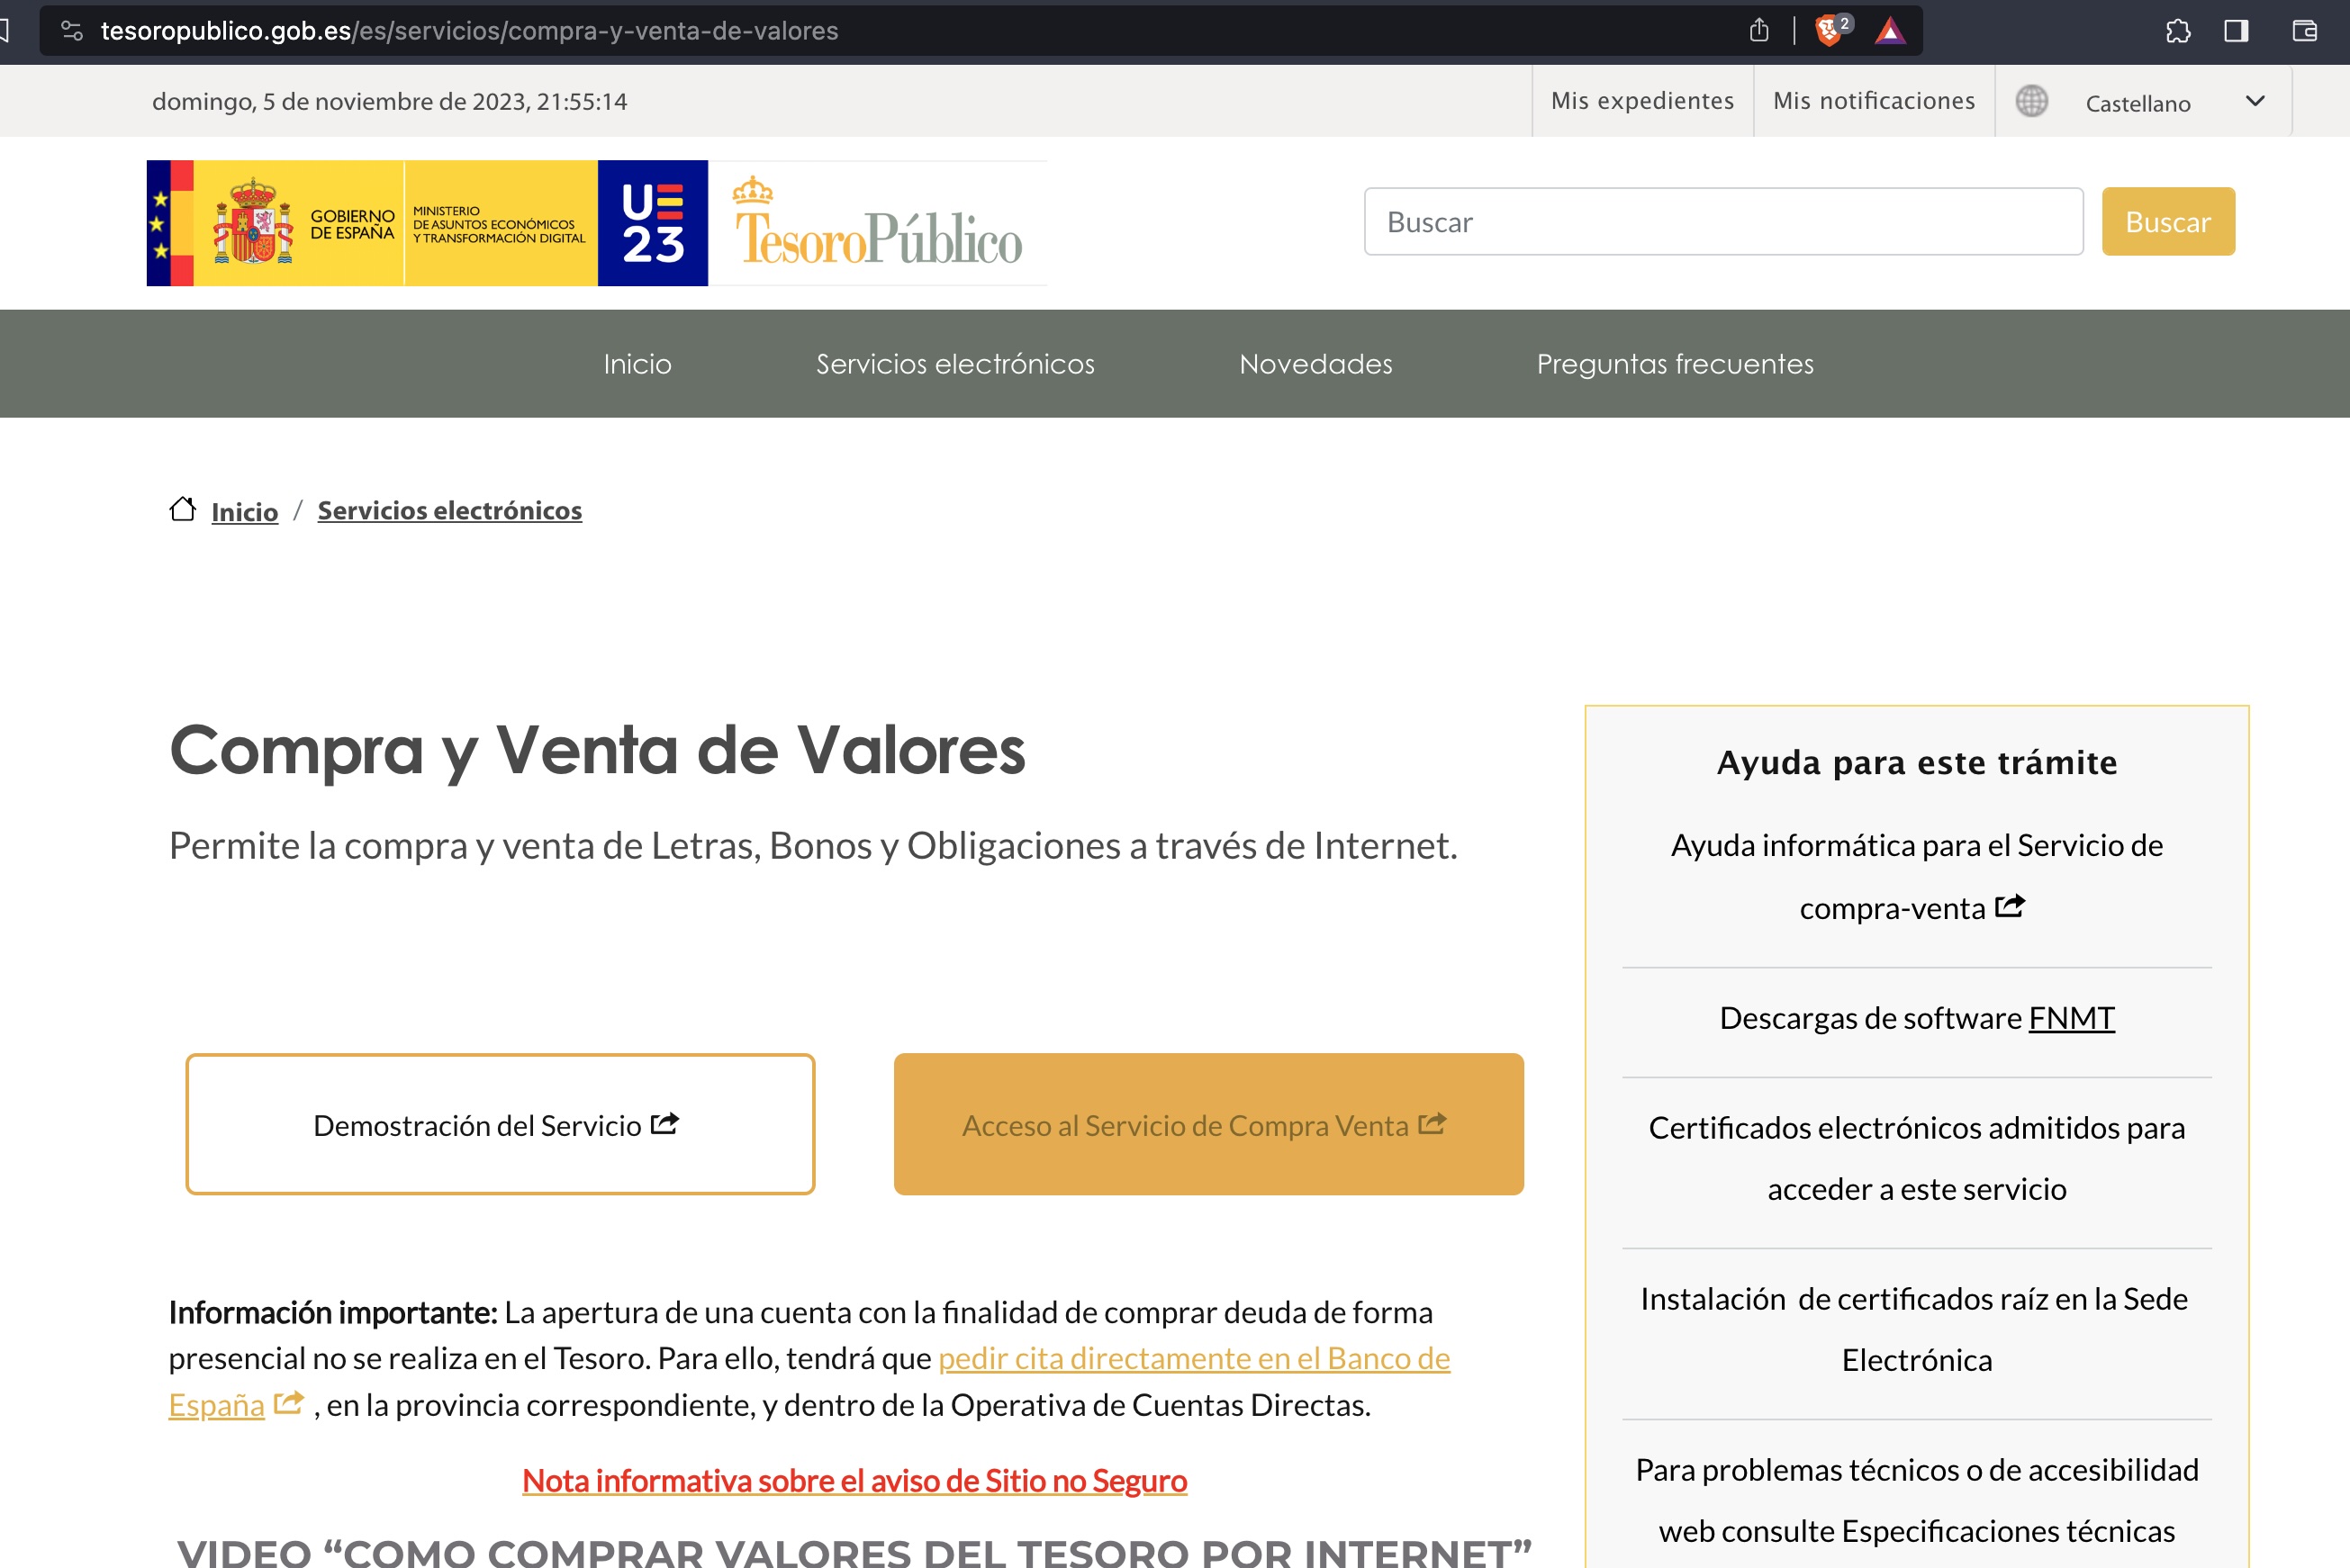 tesoropublico.gob.es/es/servicios/compra-y-venta-de-valores
2
domingo, 5 de noviembre de 2023, 21:55:14
Mis expedientes
Mis notificaciones
Castellano
GOBIERNO
DE ESPAÑA
MINISTERIO
DE ASUNTOS ECONÓMICOS
Y TRANSFORMACIÓN DIGITAL
UE
23
TesoroPúblico
Buscar
Buscar
Inicio
Servicios electrónicos
Novedades
Preguntas frecuentes
Inicio / Servicios electrónicos
Compra y Venta de Valores
Permite la compra y venta de Letras, Bonos y Obligaciones a través de Internet.
Demostración del Servicio
Acceso al Servicio de Compra Venta
Información importante: La apertura de una cuenta con la finalidad de comprar deuda de forma
presencial no se realiza en el Tesoro. Para ello, tendrá que pedir cita directamente en el Banco de
España , en la provincia correspondiente, y dentro de la Operativa de Cuentas Directas.
Nota informativa sobre el aviso de Sitio no Seguro
VIDEO “COMO COMPRAR VALORES DEL TESORO POR INTERNET”
Ayuda para este trámite
Ayuda informática para el Servicio de
compra-venta
Descargas de software FNMT
Certificados electrónicos admitidos para
acceder a este servicio
Instalación de certificados raíz en la Sede
Electrónica
Para problemas técnicos o de accesibilidad
web consulte Especificaciones técnicas